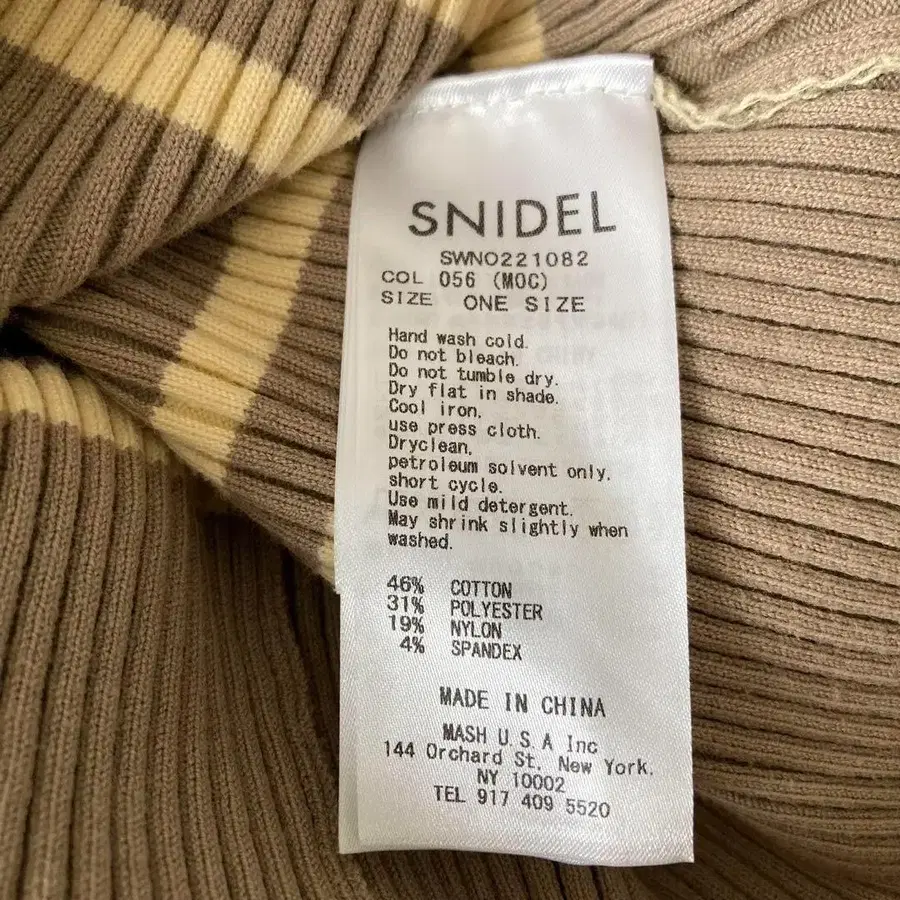 SNIDEL
SWNO221082
COL 056 (MOC)
SIZE ONE SIZE
Hand wash cold.
Do not bleach.
Do not tumble dry.
Dry flat in shade.
Cool iron,
use press cloth.
Dryclean,
petroleum solvent only.
short cycle.
Use mild detergent.
May shrink slightly when
washed.
46% COTTON
31% POLYESTER
19% NYLON
4% SPANDEX
MADE IN CHINA
MASH U.S.A Inc
144 Orchard St. New York.
NY 10002
TEL 917 409 5520